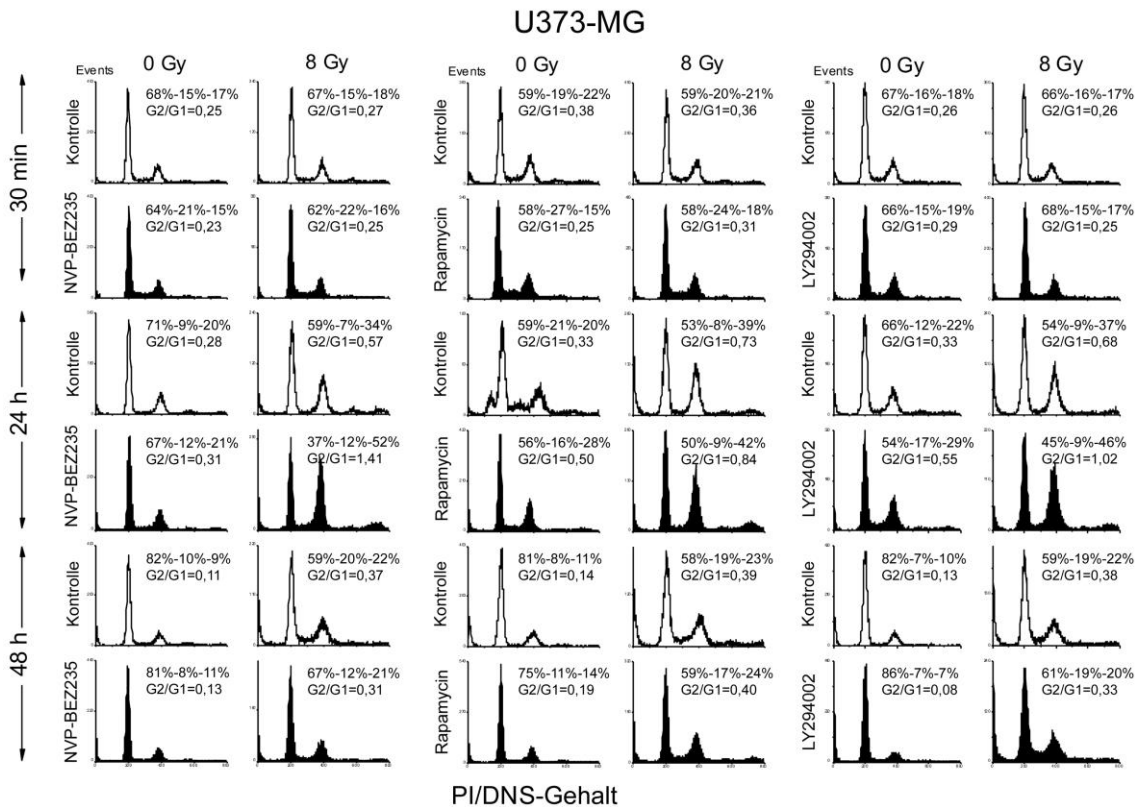 U373-MG
Events 0 Gy 8 Gy Events 0 Gy 8 Gy Events 0 Gy 8 Gy
30 min
Kontrolle
68%-15%-17%
G2/G1=0,25
67%-15%-18%
G2/G1=0,27
Kontrolle
59%-19%-22%
G2/G1=0,38
59%-20%-21%
G2/G1=0,36
Kontrolle
67%-16%-18%
G2/G1=0,26
66%-16%-17%
G2/G1=0,26
NVP-BEZ235
64%-21%-15%
G2/G1=0,23
62%-22%-16%
G2/G1=0,25
Rapamycin
58%-27%-15%
G2/G1=0,25
58%-24%-18%
G2/G1=0,31
LY294002
66%-15%-19%
G2/G1=0,29
68%-15%-17%
G2/G1=0,25
24 h
Kontrolle
71%-9%-20%
G2/G1=0,28
59%-7%-34%
G2/G1=0,57
Kontrolle
59%-21%-20%
G2/G1=0,33
53%-8%-39%
G2/G1=0,73
Kontrolle
66%-12%-22%
G2/G1=0,33
54%-9%-37%
G2/G1=0,68
NVP-BEZ235
67%-12%-21%
G2/G1=0,31
37%-12%-52%
G2/G1=1,41
Rapamycin
56%-16%-28%
G2/G1=0,50
50%-9%-42%
G2/G1=0,84
LY294002
54%-17%-29%
G2/G1=0,55
45%-9%-46%
G2/G1=1,02
48 h
Kontrolle
82%-10%-9%
G2/G1=0,11
59%-20%-22%
G2/G1=0,37
Kontrolle
81%-8%-11%
G2/G1=0,14
58%-19%-23%
G2/G1=0,39
Kontrolle
82%-7%-10%
G2/G1=0,13
59%-19%-22%
G2/G1=0,38
NVP-BEZ235
81%-8%-11%
G2/G1=0,13
67%-12%-21%
G2/G1=0,31
Rapamycin
75%-11%-14%
G2/G1=0,19
59%-17%-24%
G2/G1=0,40
LY294002
86%-7%-7%
G2/G1=0,08
61%-19%-20%
G2/G1=0,33
PI/DNS-Gehalt